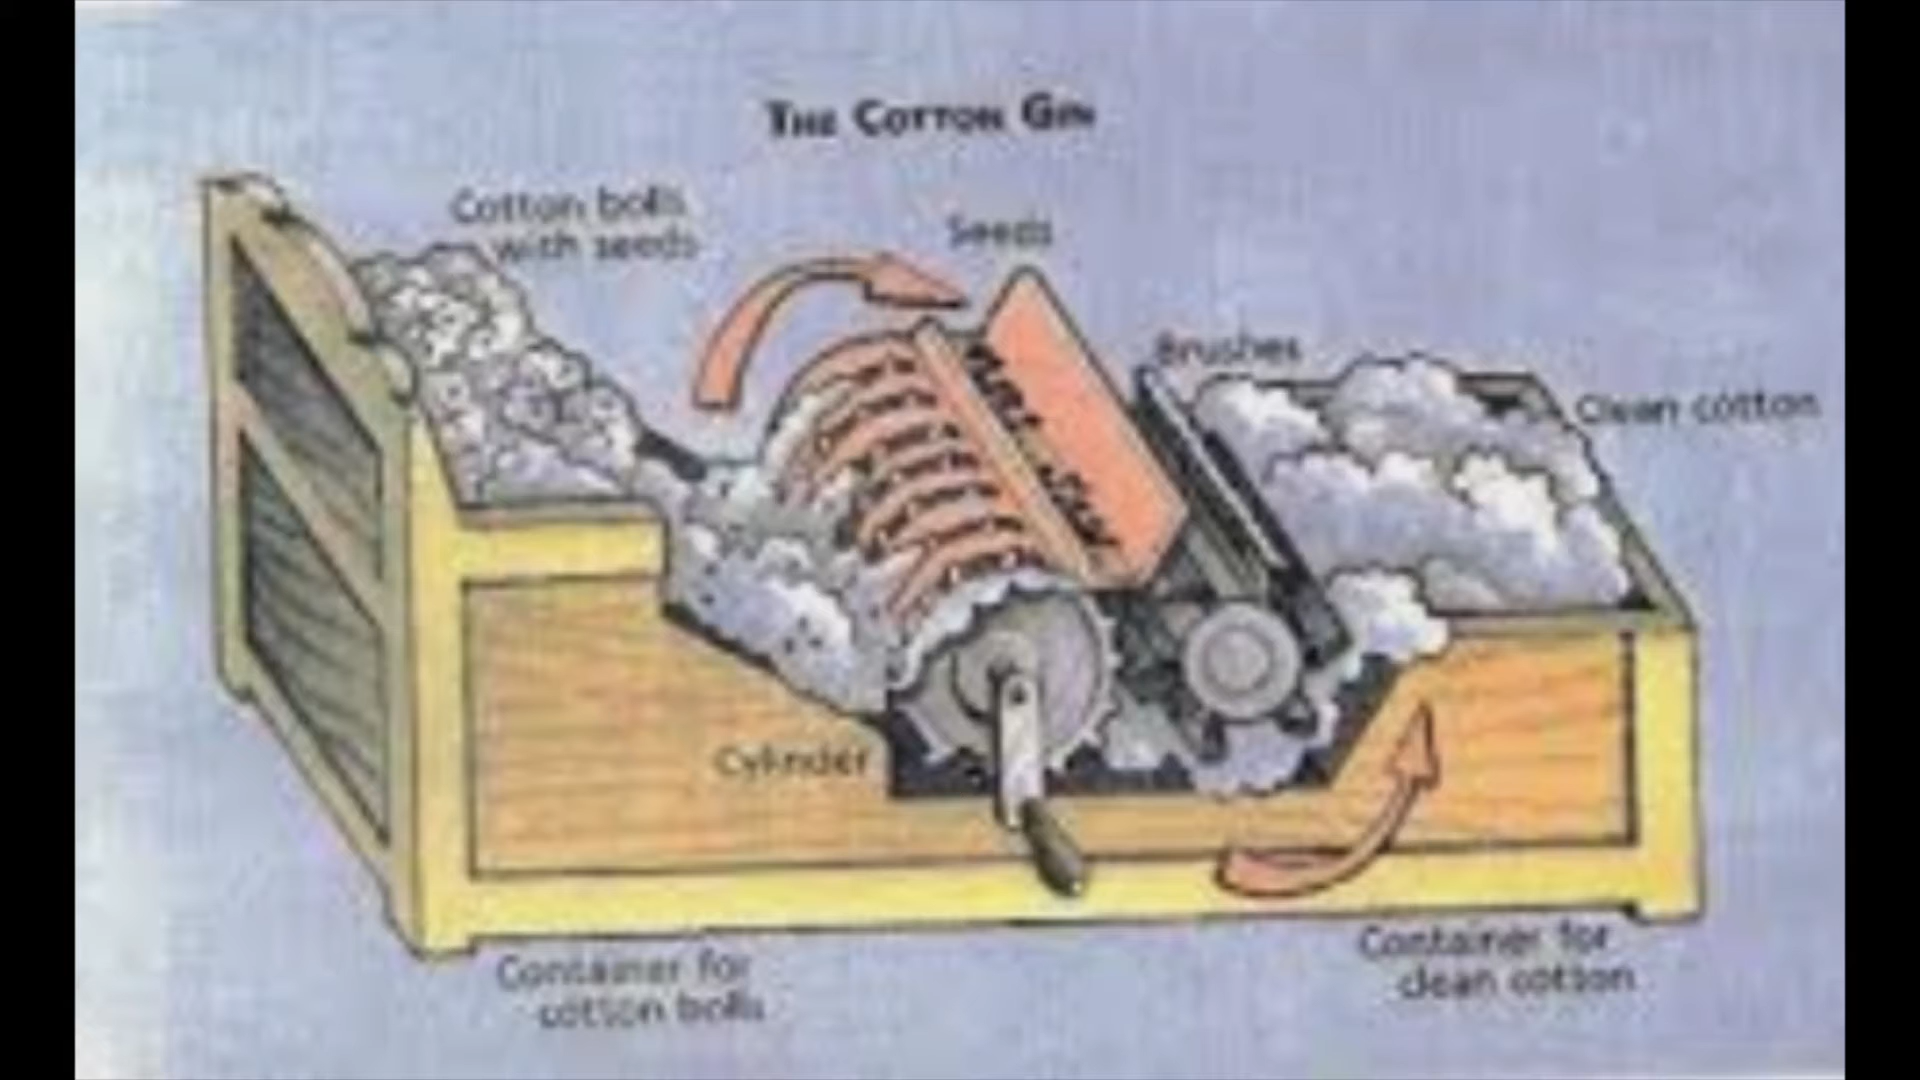 THE COTTON GIN
Cotton bolls
with seeds
Seeds
Brushes
Clean cotton
Cylinder
Container for
cotton bolls
Container for
clean cotton